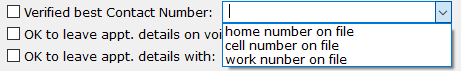 Verified best Contact Number:
home number on file
OK to leave appt. details on voi
cell number on file
OK to leave appt. details with:
work nunber on file